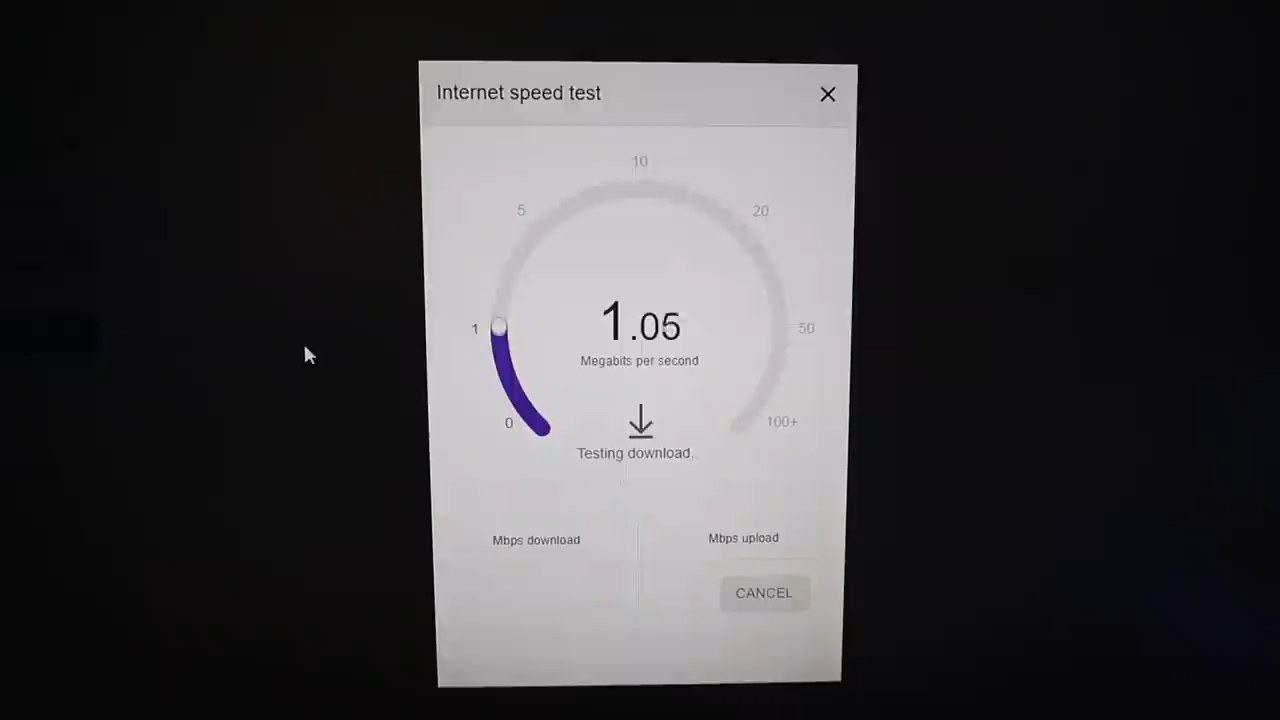 Internet speed test
10
5
20
1
1.05
50
Megabits per second
0
100+
Testing download..
Mbps download
Mbps upload
CANCEL